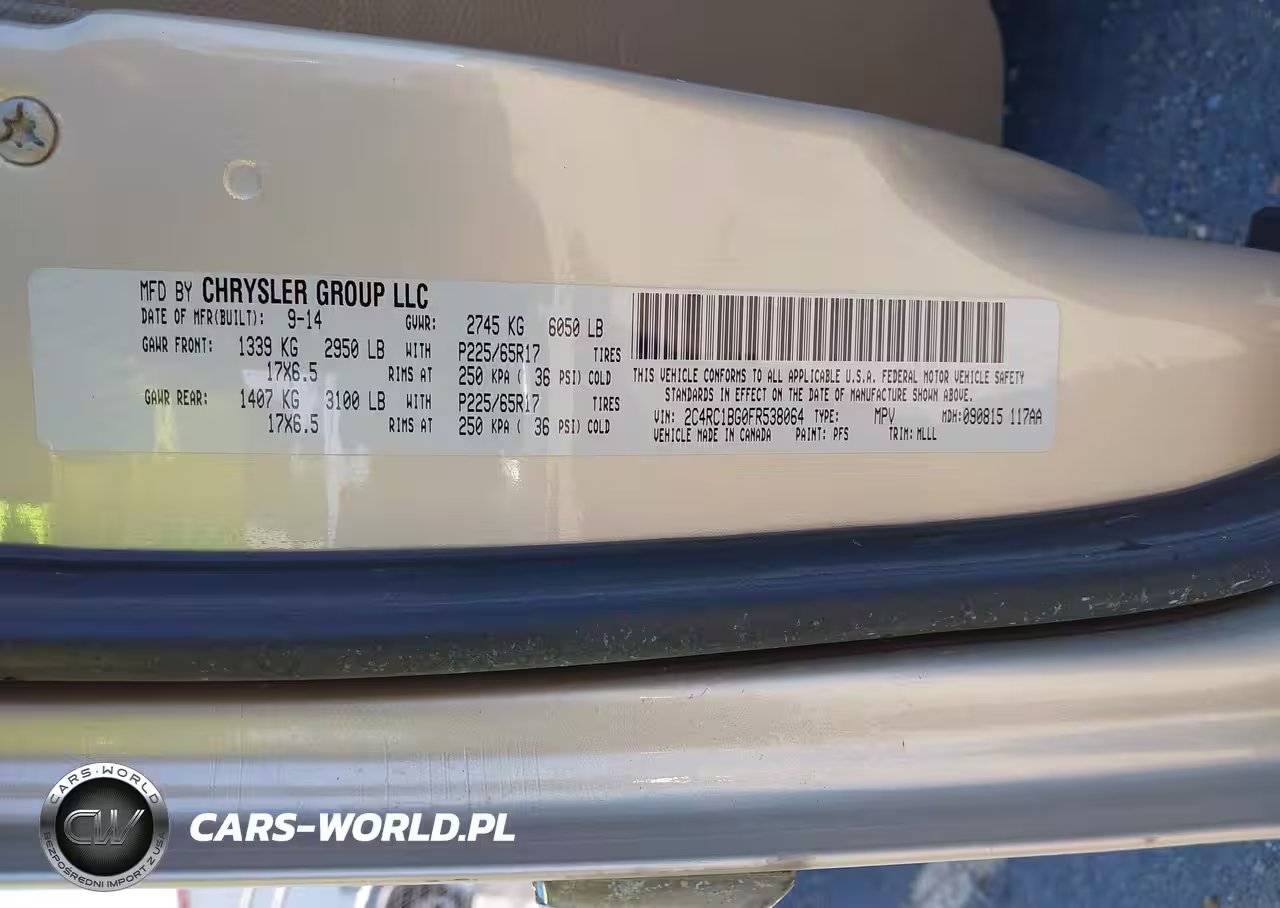 MFD BY CHRYSLER GROUP LLC
DATE OF MFR(BUILT): 9-14 GVWR: 2745 KG 6050 LB
GAWR FRONT: 1339 KG 2950 LB WITH P225/65R17 TIRES
17X6.5 RIMS AT 250 KPA ( 36 PSI) COLD
GAWR REAR: 1407 KG 3100 LB WITH P225/65R17 TIRES
17X6.5 RIMS AT 250 KPA ( 36 PSI) COLD
THIS VEHICLE CONFORMS TO ALL APPLICABLE U.S.A. FEDERAL MOTOR VEHICLE SAFETY
STANDARDS IN EFFECT ON THE DATE OF MANUFACTURE SHOWN ABOVE.
VIN: 2C4RC1BG0FR538064 TYPE: MPV MDH:090815 117AA
VEHICLE MADE IN CANADA PAINT: PFS TRIM: MLLL
CARS-WORLD
CW
BEZPOŚREDNI IMPORT Z USA
CARS-WORLD.PL